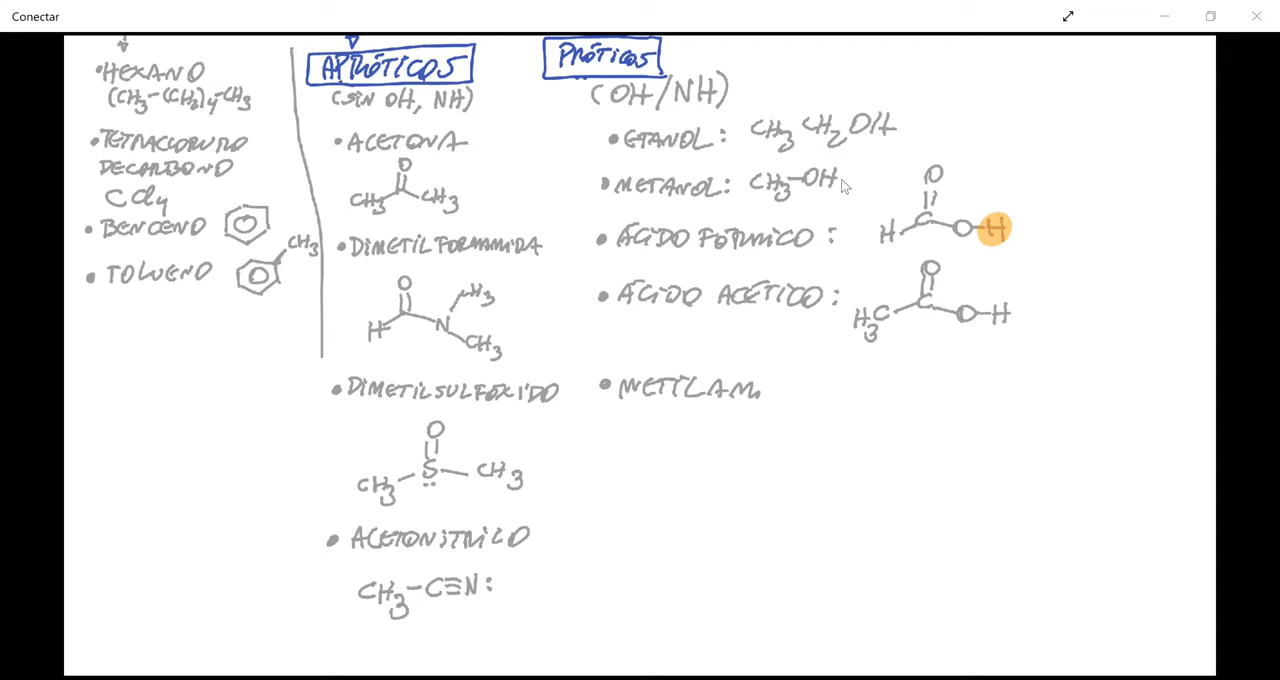 Conectar
•HEXANO
(CH3-(CH2)4-CH3
•TETRACLORURO
DECARBONO
CCl4
•BENCENO
•TOLUENO
CH3
APRÓTICOS
(SIN OH, NH)
•ACETONA
O
CH3 CH3
•DIMETILFORMAMIDA
O
CH3
H N
CH3
•DIMETILSULFÓXIDO
O
S
CH3 CH3
•ACETONITRILO
CH3-C≡N:
PRÓTICOS
(OH/NH)
•ETANOL: CH3 CH2 OH
•METANOL: CH3-OH
•ÁCIDO FÓRMICO:
O
C
H O-H
•ÁCIDO ACÉTICO:
O
C
H3C O-H
•METILAM